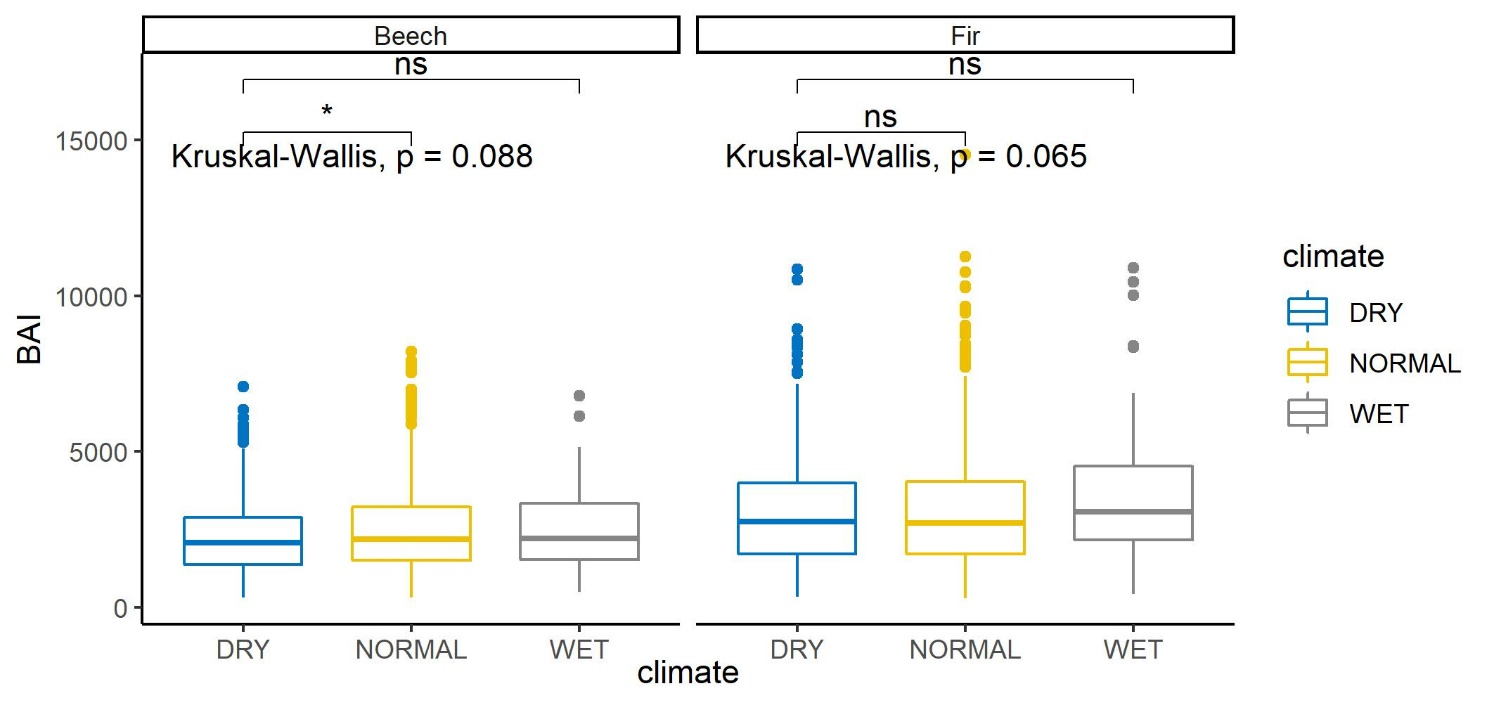 Beech
Fir
ns
ns
*
ns
Kruskal-Wallis, p = 0.088
Kruskal-Wallis, p = 0.065
15000
10000
5000
0
BAI
DRY
NORMAL
WET
DRY
NORMAL
WET
climate
climate
DRY
NORMAL
WET